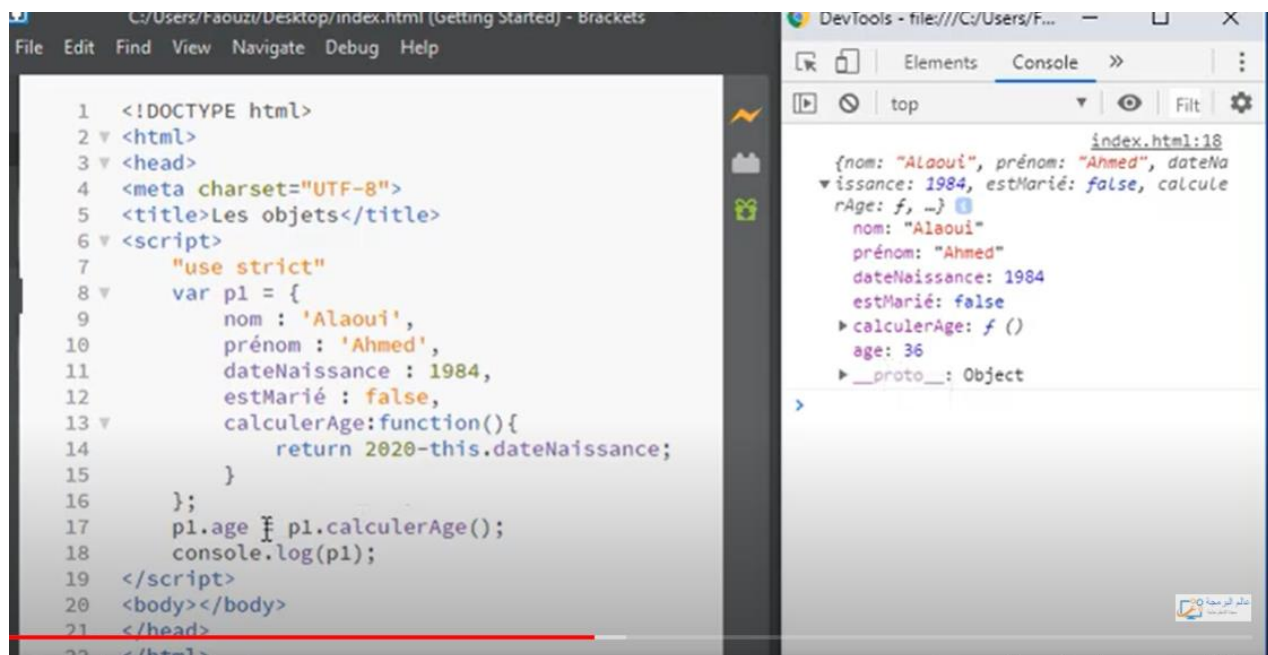 C:/Users/Faouzi/Desktop/index.html (Getting Started) - Brackets
File Edit Find View Navigate Debug Help
1 <!DOCTYPE html>
2 <html>
3 <head>
4 <meta charset="UTF-8">
5 <title>Les objets</title>
6 <script>
7 "use strict"
8 var p1 = {
9 nom : 'Alaoui',
10 prénom : 'Ahmed',
11 dateNaissance : 1984,
12 estMarié : false,
13 calculerAge:function(){
14 return 2020-this.dateNaissance;
15 }
16 };
17 p1.age = p1.calculerAge();
18 console.log(p1);
19 </script>
20 <body></body>
21 </head>
22 </html>
DevTools - file:///C:/Users/F...
Elements Console »
top Filt
index.html:18
{nom: "Alaoui", prénom: "Ahmed", dateNa
issance: 1984, estMarié: false, calcule
rAge: ƒ, …}
nom: "Alaoui"
prénom: "Ahmed"
dateNaissance: 1984
estMarié: false
calculerAge: ƒ ()
age: 36
__proto__: Object
>
عالم البرمجة